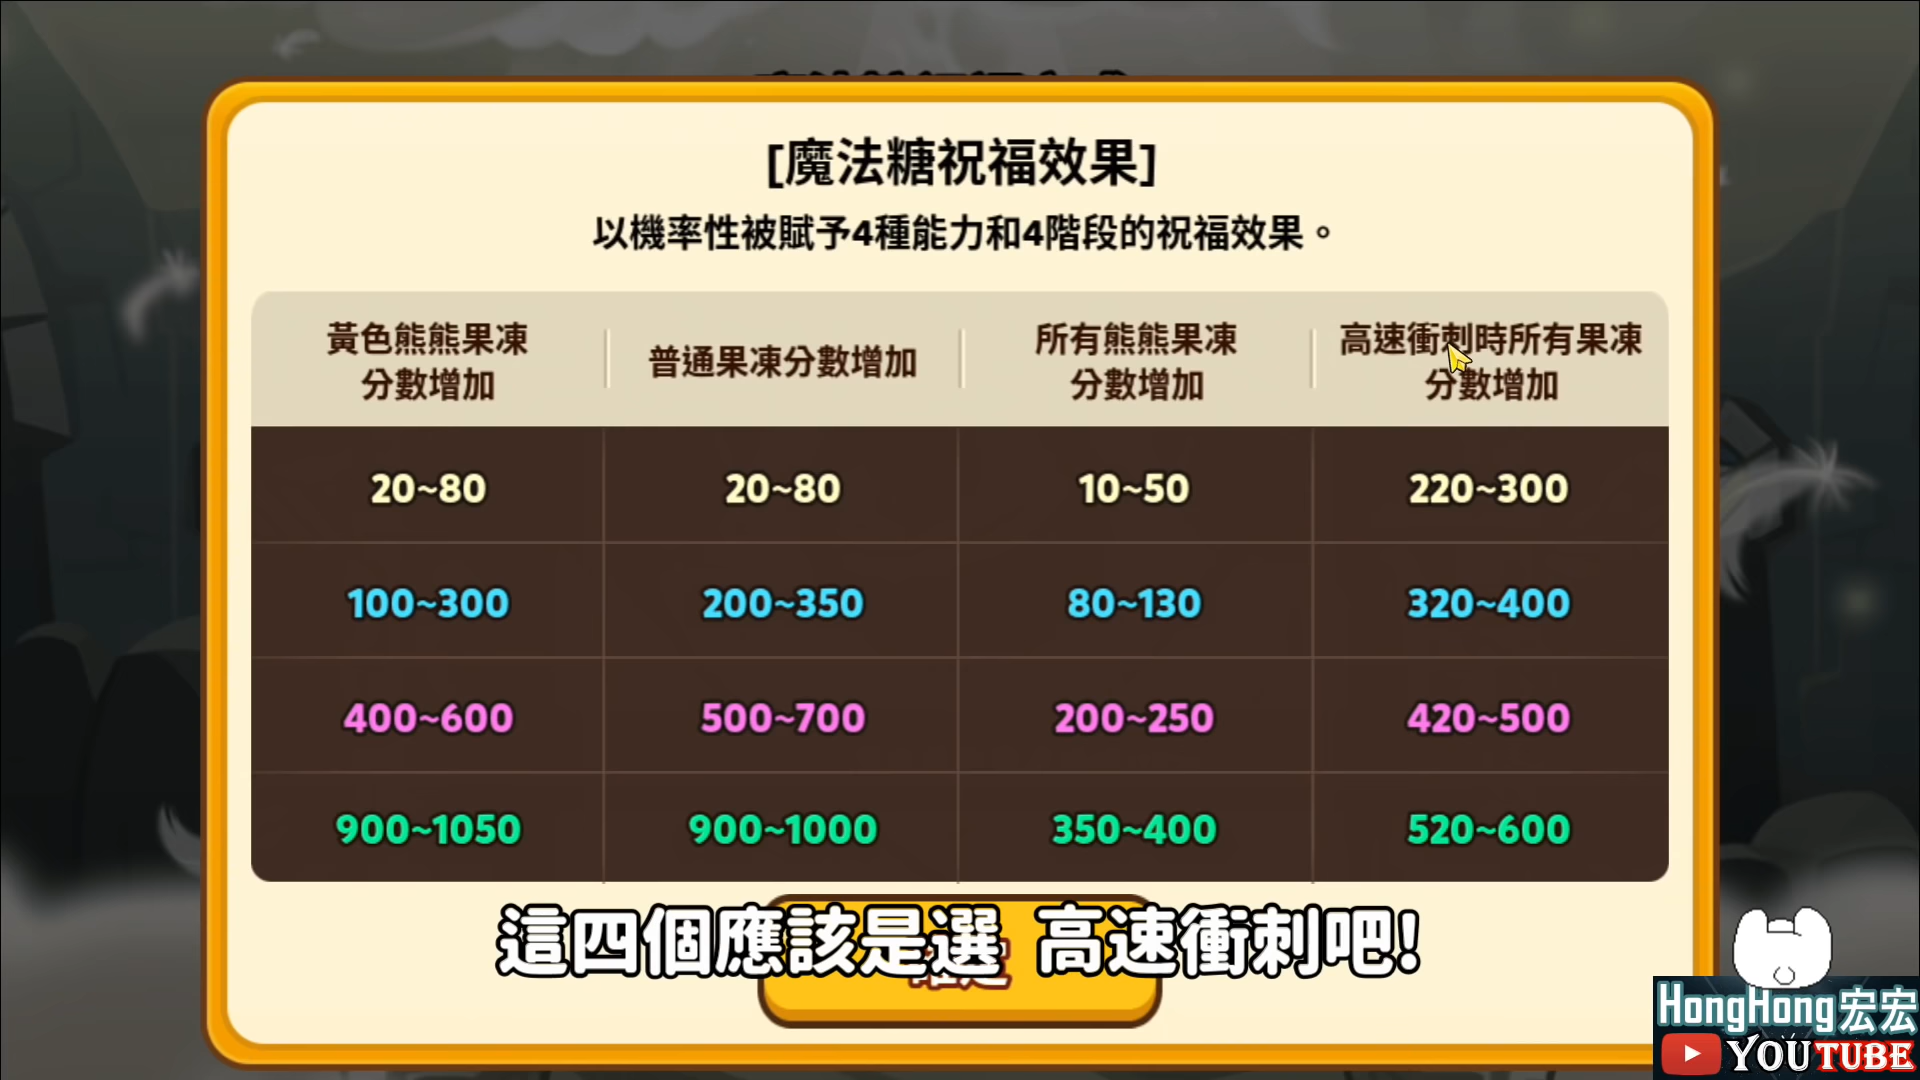 [魔法糖祝福效果]
以機率性被賦予4種能力和4階段的祝福效果。
黃色熊熊果凍
分數增加
普通果凍分數增加
所有熊熊果凍
分數增加
高速衝刺時所有果凍
分數增加
20~80
20~80
10~50
220~300
100~300
200~350
80~130
320~400
400~600
500~700
200~250
420~500
900~1050
900~1000
350~400
520~600
這四個應該是選 高速衝刺吧!
HongHong宏宏
YOUTUBE